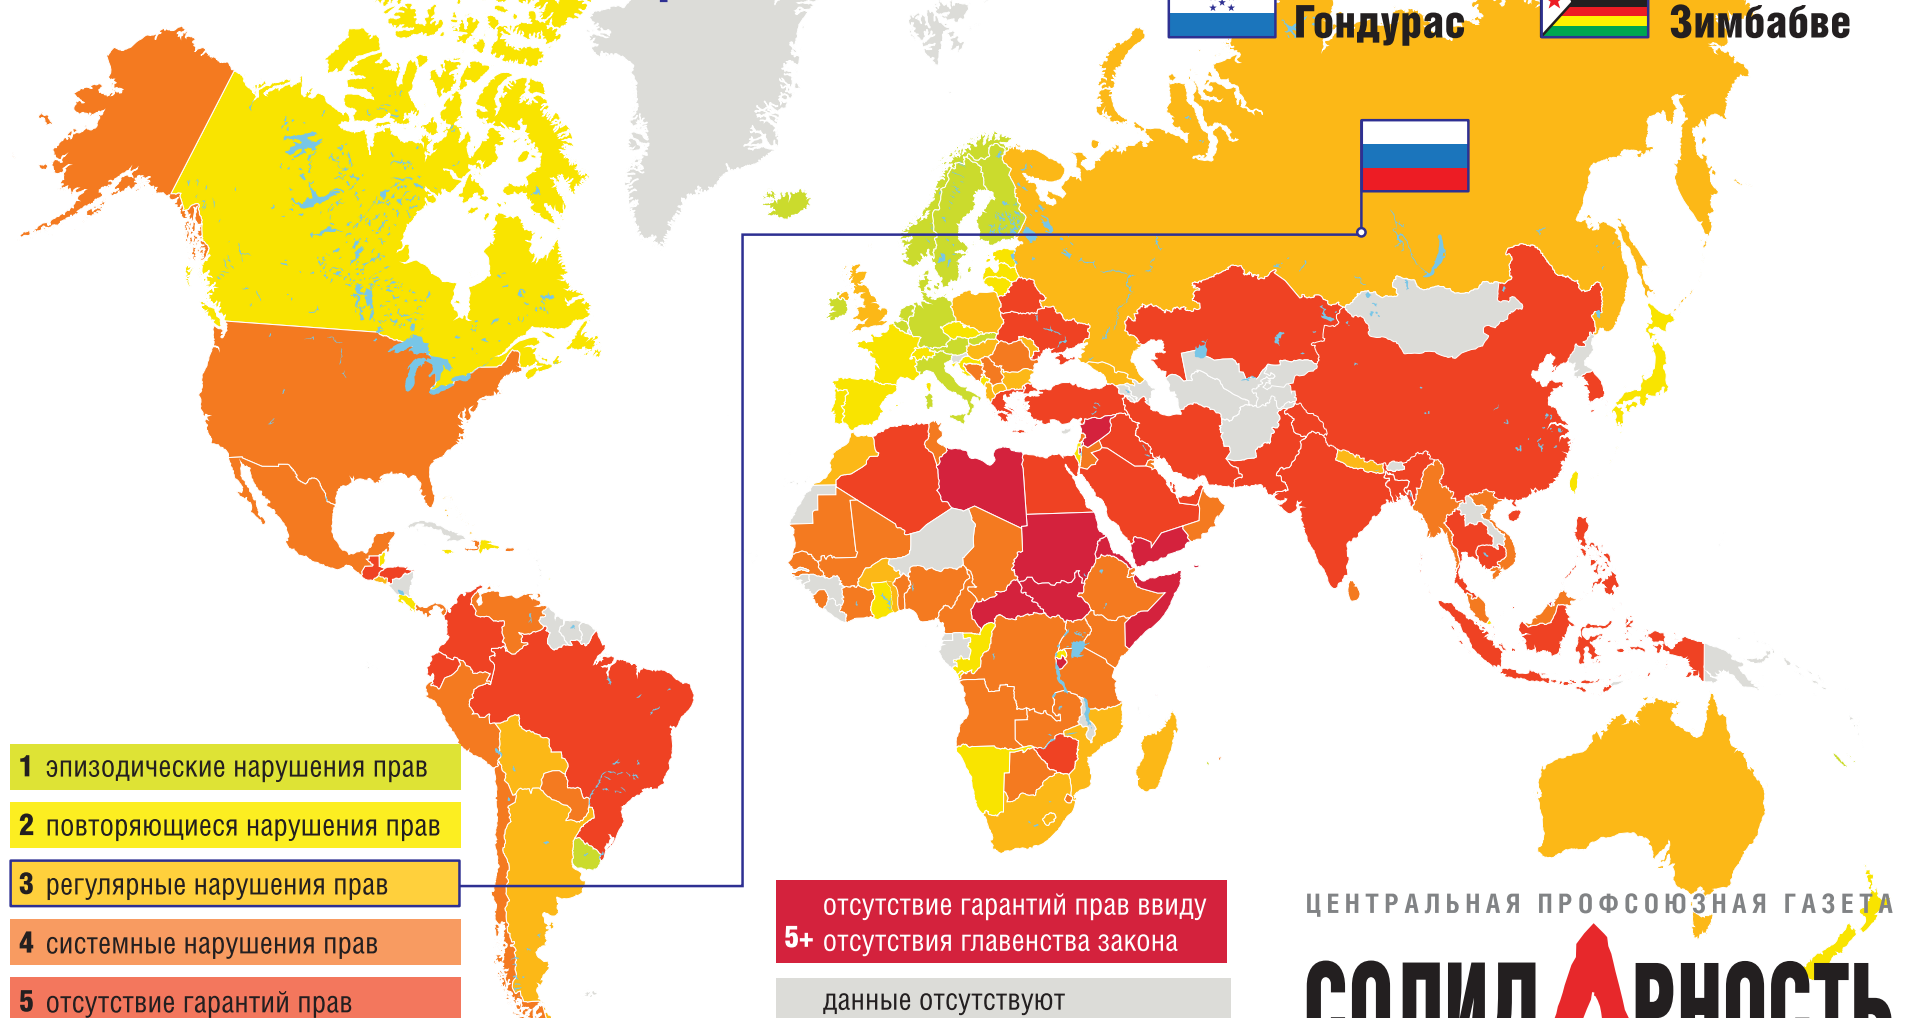 Гондурас
Зимбабве
1 эпизодические нарушения прав
2 повторяющиеся нарушения прав
3 регулярные нарушения прав
4 системные нарушения прав
5 отсутствие гарантий прав
отсутствие гарантий прав ввиду
5+ отсутствия главенства закона
данные отсутствуют
ЦЕНТРАЛЬНАЯ ПРОФСОЮЗНАЯ ГАЗЕТА
СОЛИДАРНОСТЬ